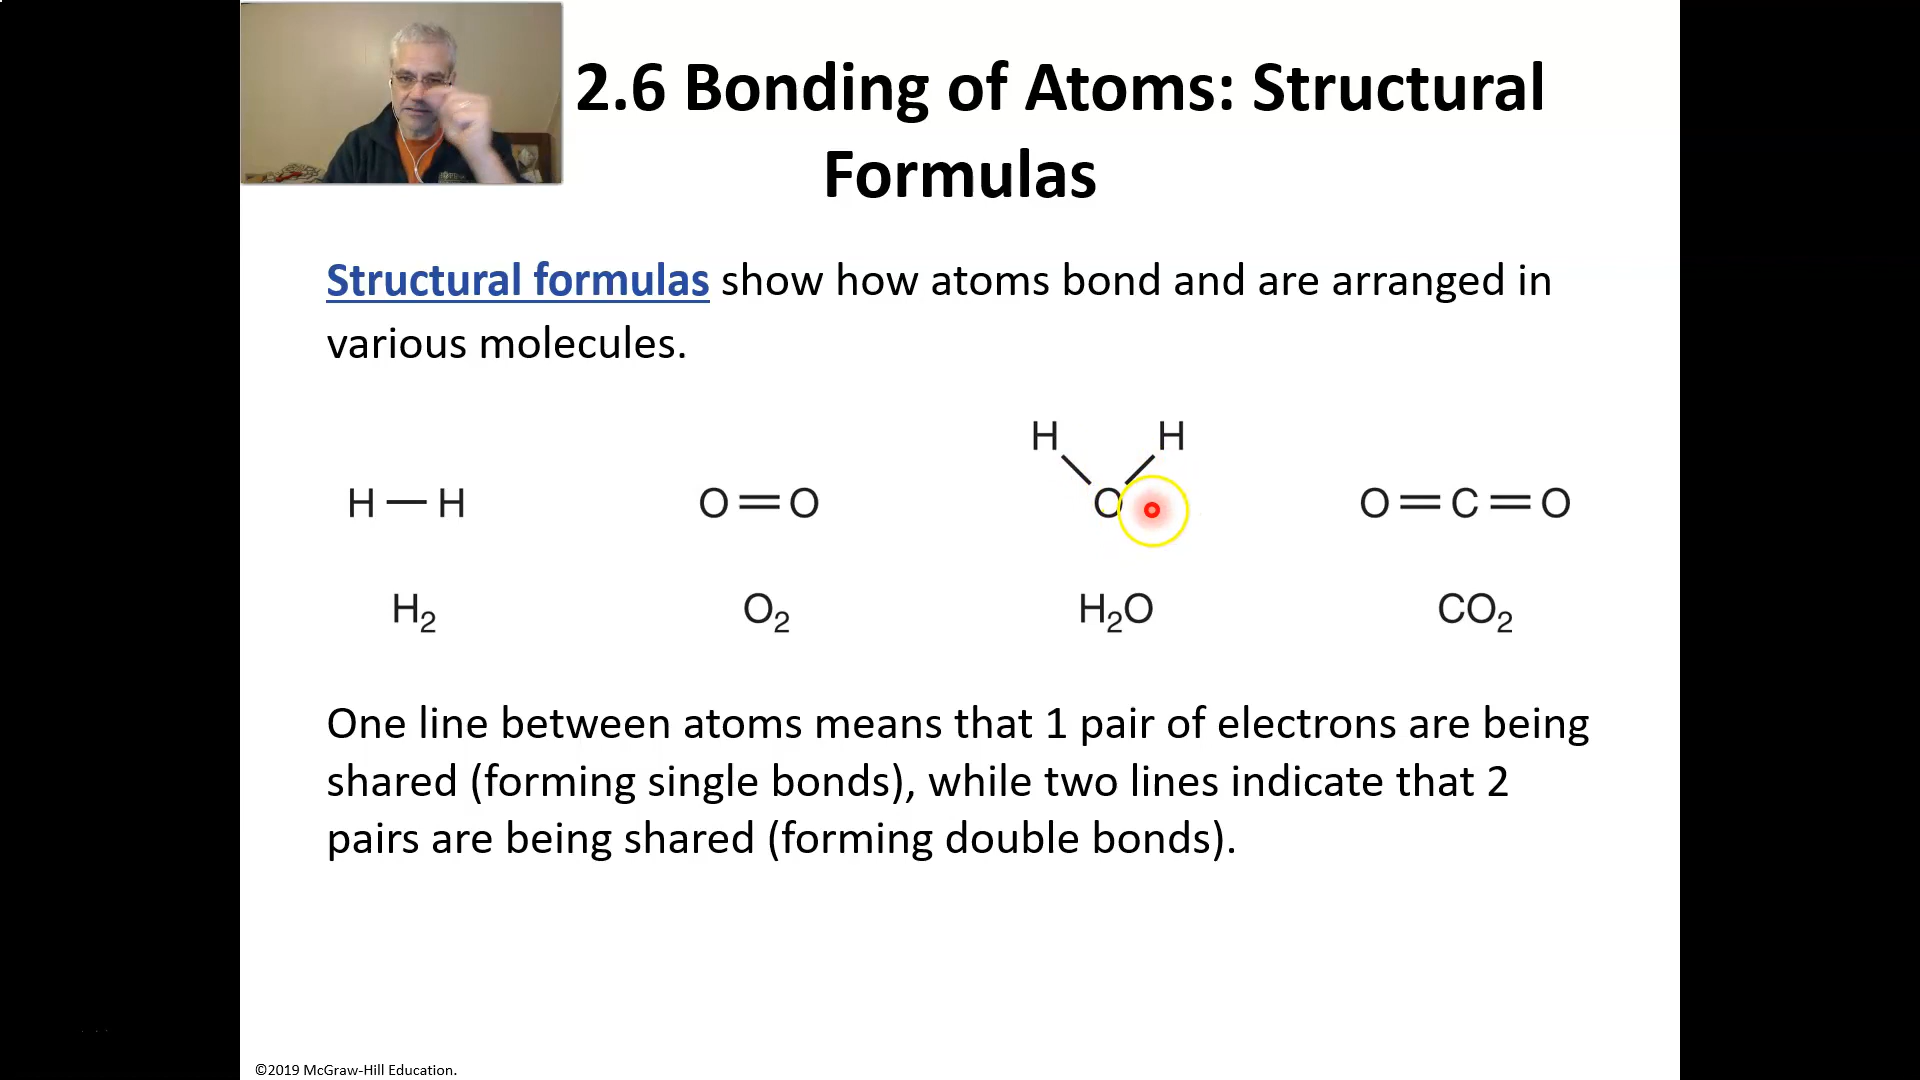 2.6 Bonding of Atoms: Structural
Formulas
Structural formulas show how atoms bond and are arranged in
various molecules.
H — H
O = O
H H
O
O = C = O
H₂
O₂
H₂O
CO₂
One line between atoms means that 1 pair of electrons are being
shared (forming single bonds), while two lines indicate that 2
pairs are being shared (forming double bonds).
©2019 McGraw-Hill Education.